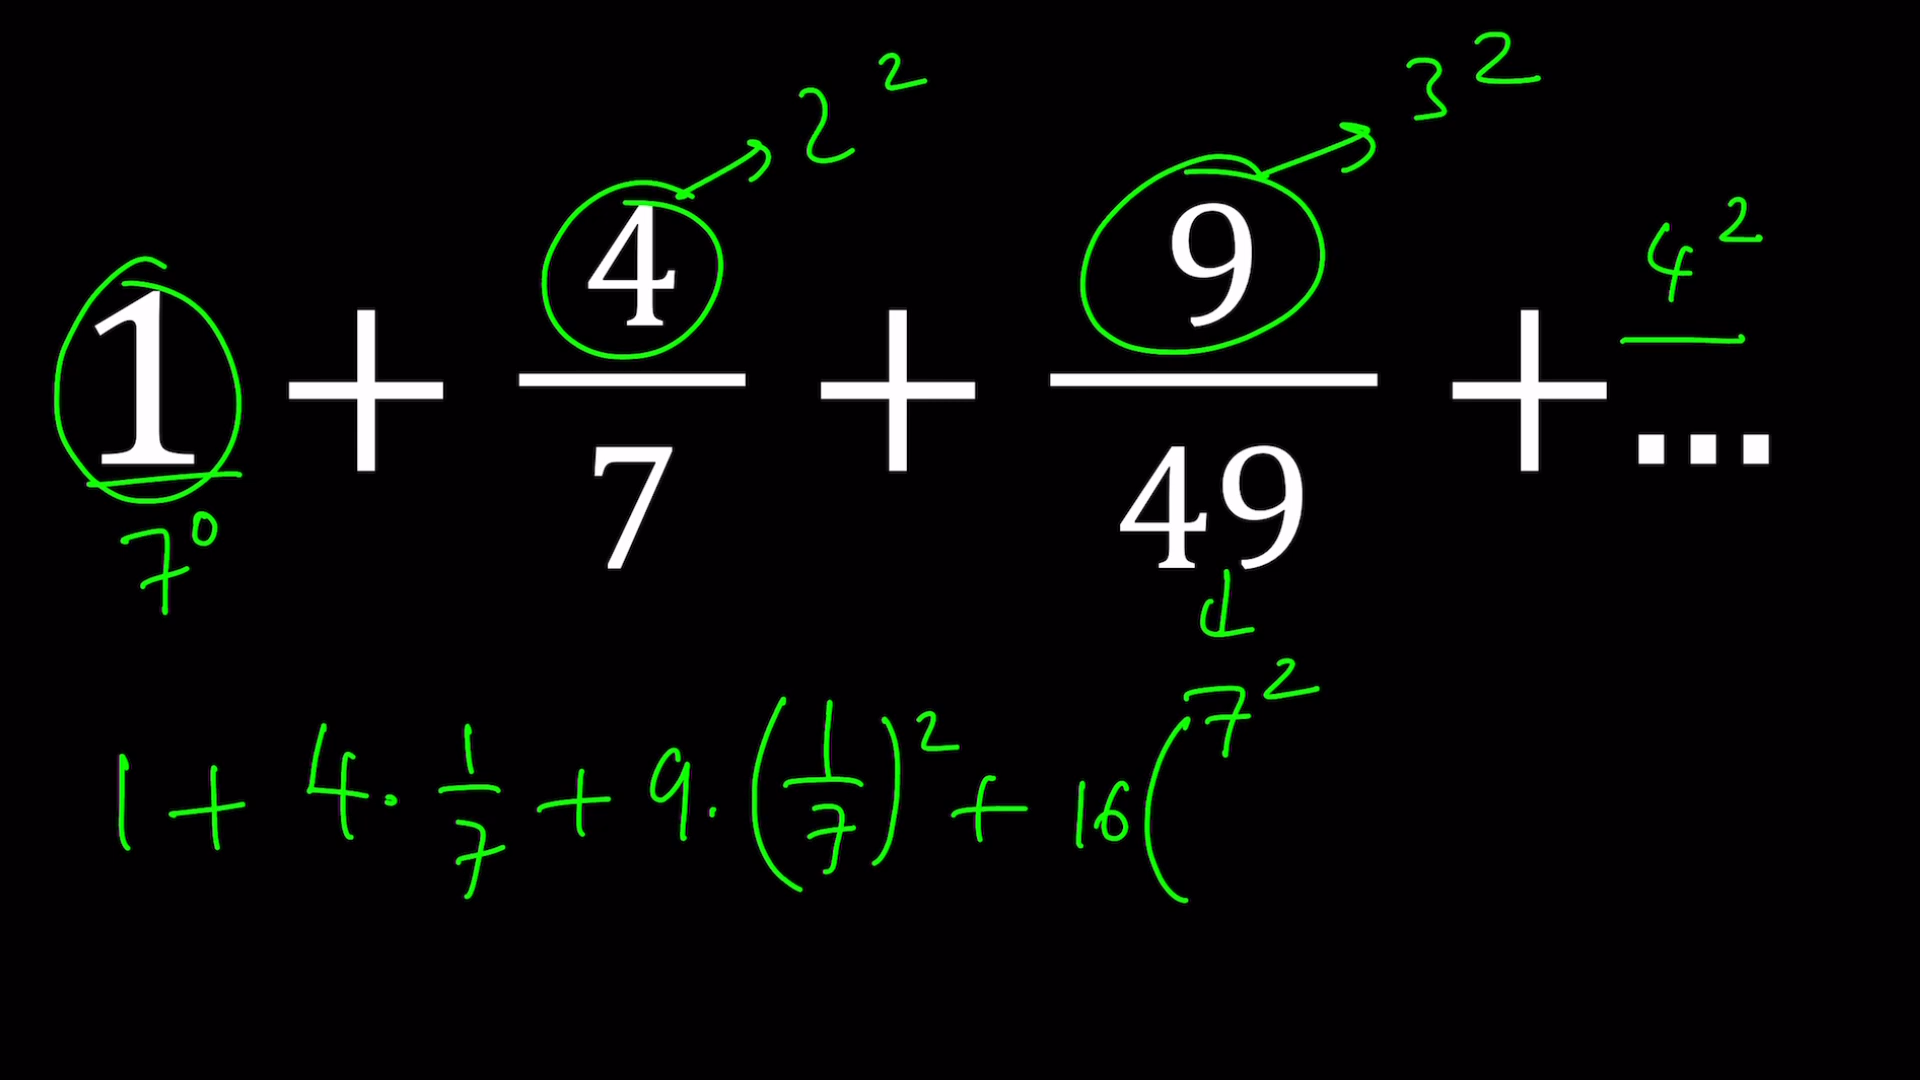 2² 3²
1 + 4/7 + 9/49 + 4²/...
7⁰
7²
1 + 4 · 1/7 + 9 · (1/7)² + 16(